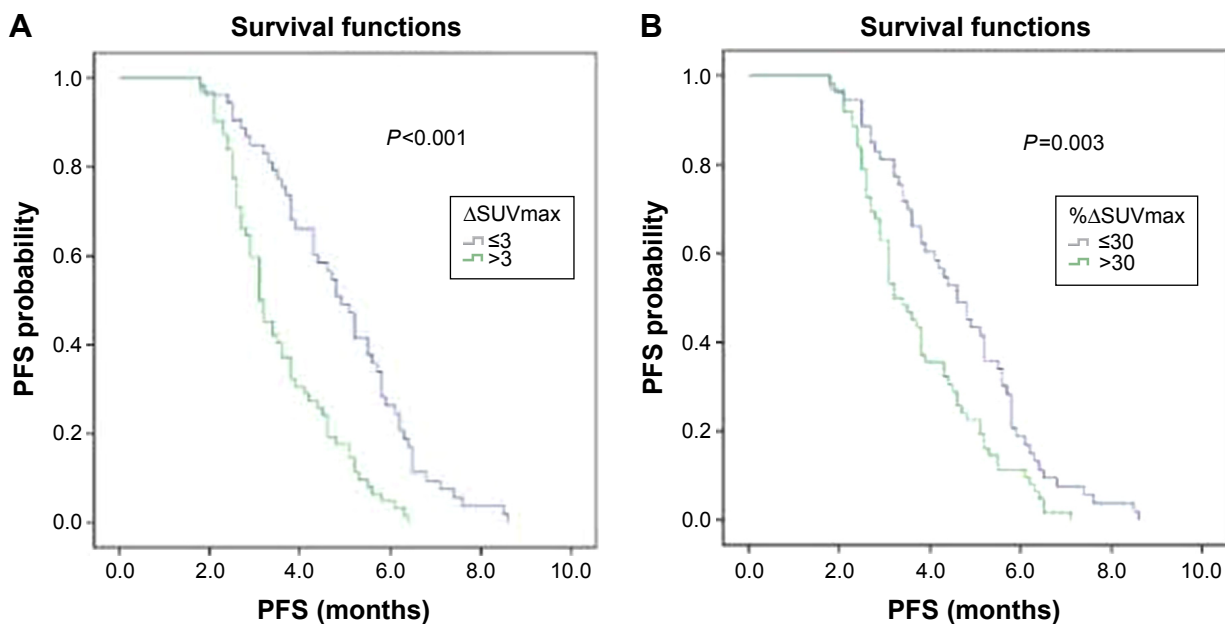 A
Survival functions
PFS probability
1.0
0.8
0.6
0.4
0.2
0.0
P<0.001
ΔSUVmax
≤3
>3
0.0 2.0 4.0 6.0 8.0 10.0
PFS (months)
B
Survival functions
PFS probability
1.0
0.8
0.6
0.4
0.2
0.0
P=0.003
%ΔSUVmax
≤30
>30
0.0 2.0 4.0 6.0 8.0 10.0
PFS (months)